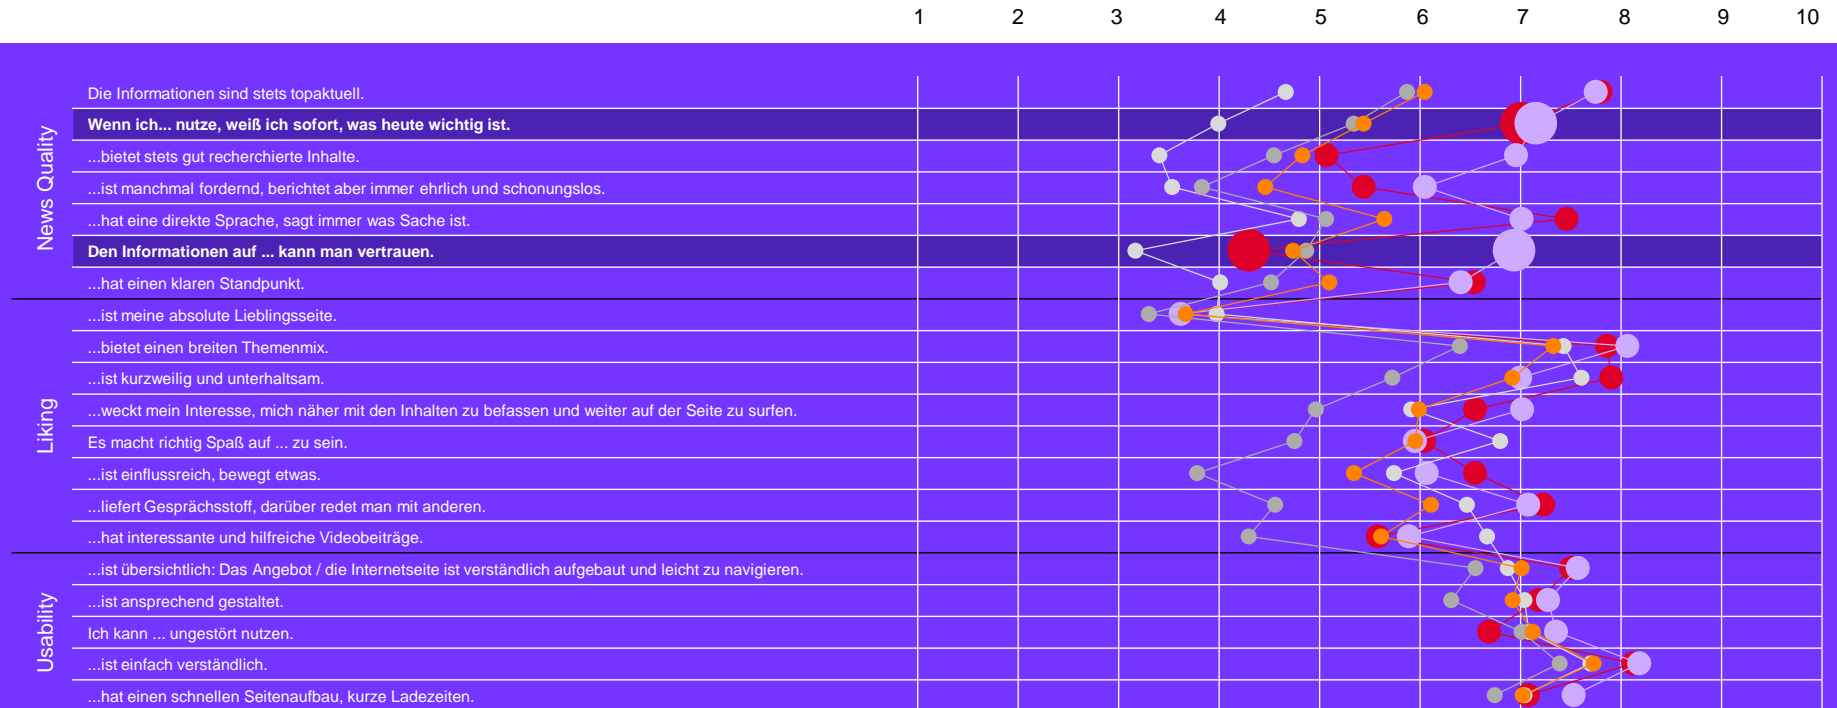 1 2 3 4 5 6 7 8 9 10
News Quality
Die Informationen sind stets topaktuell.
Wenn ich... nutze, weiß ich sofort, was heute wichtig ist.
...bietet stets gut recherchierte Inhalte.
...ist manchmal fordernd, berichtet aber immer ehrlich und schonungslos.
...hat eine direkte Sprache, sagt immer was Sache ist.
Den Informationen auf ... kann man vertrauen.
...hat einen klaren Standpunkt.
Liking
...ist meine absolute Lieblingsseite.
...bietet einen breiten Themenmix.
...ist kurzweilig und unterhaltsam.
...weckt mein Interesse, mich näher mit den Inhalten zu befassen und weiter auf der Seite zu surfen.
Es macht richtig Spaß auf ... zu sein.
...ist einflussreich, bewegt etwas.
...liefert Gesprächsstoff, darüber redet man mit anderen.
...hat interessante und hilfreiche Videobeiträge.
Usability
...ist übersichtlich: Das Angebot / die Internetseite ist verständlich aufgebaut und leicht zu navigieren.
...ist ansprechend gestaltet.
Ich kann ... ungestört nutzen.
...ist einfach verständlich.
...hat einen schnellen Seitenaufbau, kurze Ladezeiten.